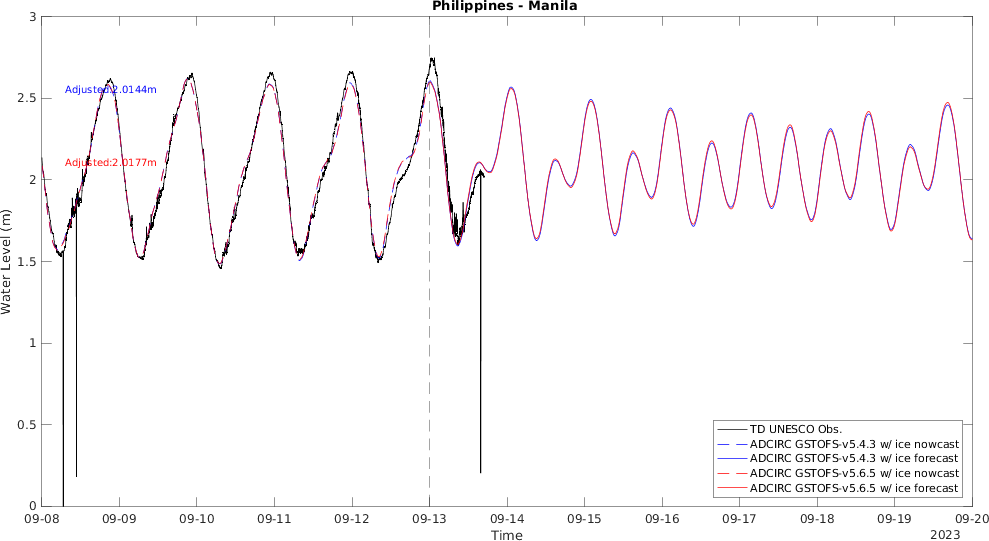 Philippines - Manila
3
2.5
2
1.5
1
0.5
0
Water Level (m)
Adjusted:2.0144m
Adjusted:2.0177m
TD UNESCO Obs.
ADCIRC GSTOFS-v5.4.3 w/ ice nowcast
ADCIRC GSTOFS-v5.4.3 w/ ice forecast
ADCIRC GSTOFS-v5.6.5 w/ ice nowcast
ADCIRC GSTOFS-v5.6.5 w/ ice forecast
09-08 09-09 09-10 09-11 09-12 09-13 09-14 09-15 09-16 09-17 09-18 09-19 09-20
Time
2023